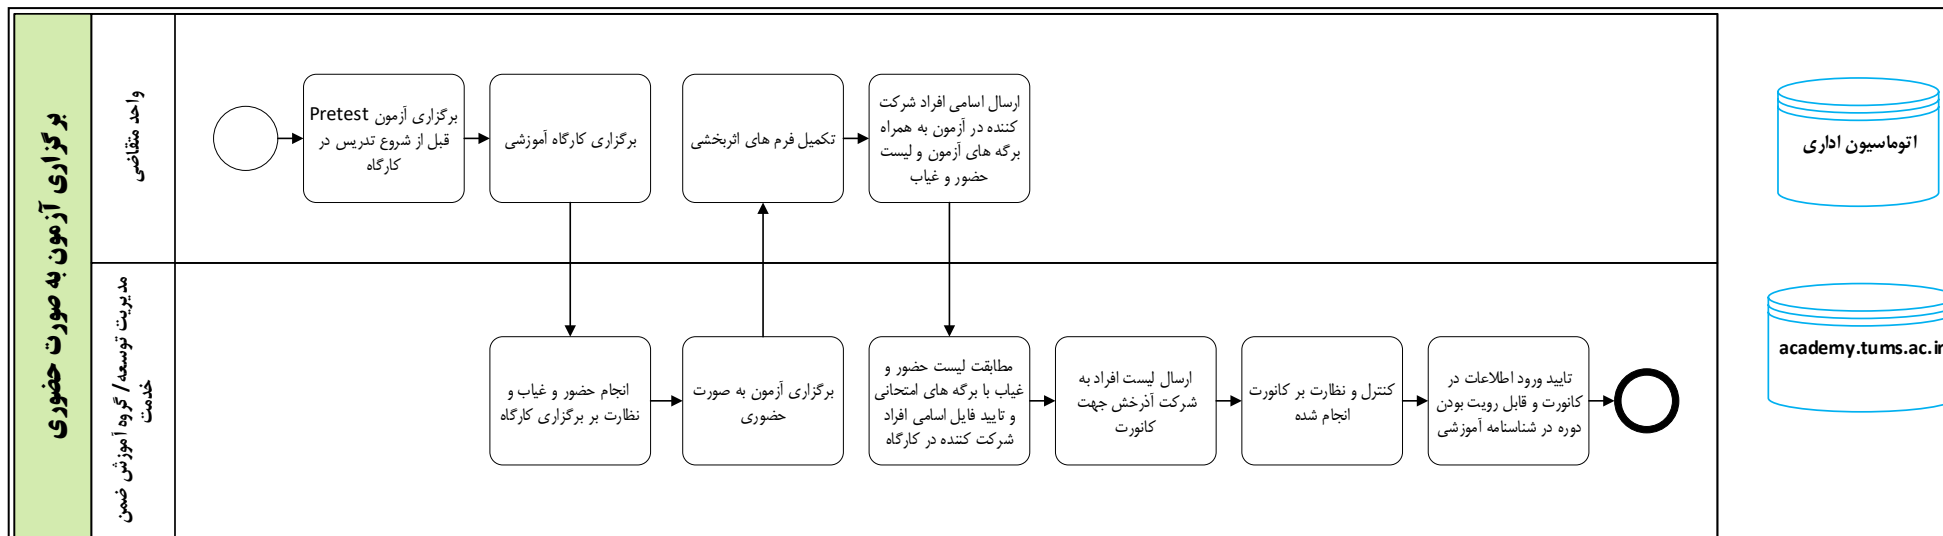 برگزاری آزمون به صورت حضوری
واحد متقاضی
برگزاری آزمون Pretest
قبل از شروع تدریس در
کارگاه
برگزاری کارگاه آموزشی
تکمیل فرم های اثربخشی
ارسال اسامی افراد شرکت
کننده در آزمون به همراه
برگه های آزمون و لیست
حضور و غیاب
مدیریت توسعه/ گروه آموزش ضمن
خدمت
انجام حضور و غیاب و
نظارت بر برگزاری کارگاه
برگزاری آزمون به صورت
حضوری
مطابقت لیست حضور و
غیاب با برگه های امتحانی
و تایید فایل اسامی افراد
شرکت کننده در کارگاه
ارسال لیست افراد به
شرکت آذرخش جهت
کانورت
کنترل و نظارت بر کانورت
انجام شده
تایید ورود اطلاعات در
کانورت و قابل رویت بودن
دوره در شناسنامه آموزشی
اتوماسیون اداری
academy.tums.ac.ir